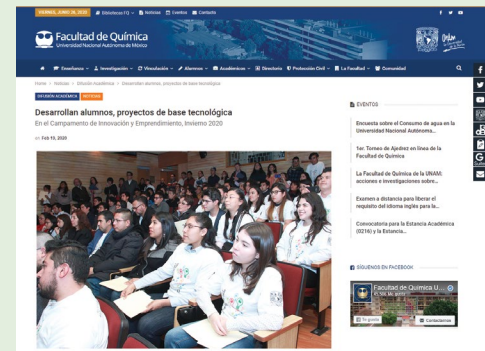 VIERNES, JUNIO 26, 2020 Bibliotecas FQ Noticias Eventos Contacto
Facultad de Química
Universidad Nacional Autónoma de México
Enseñanza Investigación Vinculación Alumnos Académicos Directorio Protección Civil La Facultad Comunidad
Home Noticias Difusión Académica Desarrollan alumnos, proyectos de base tecnológica
DIFUSIÓN ACADÉMICA NOTICIAS
Desarrollan alumnos, proyectos de base tecnológica
En el Campamento de Innovación y Emprendimiento, Invierno 2020
EVENTOS
Encuesta sobre el Consumo de agua en la
Universidad Nacional Autónoma...
1er. Torneo de Ajedrez en línea de la
Facultad de Química
La Facultad de Química de la UNAM:
acciones e investigaciones sobre...
Examen a distancia para liberar el
requisito del idioma inglés para la...
Convocatoria para la Estancia Académica
(0216) y la Estancia...
SÍGUENOS EN FACEBOOK
Facultad de Química U...
Te gusta
Contáctanos